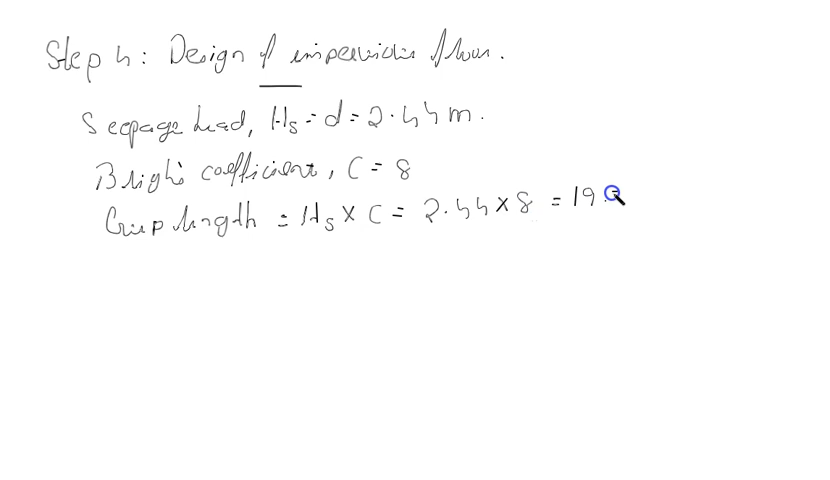 Step 4: Design of impervious floor.
Seepage head, Hs = d = 2.44m.
Bligh's coefficient, C = 8
Creep length = Hs x C = 2.44 x 8 = 19